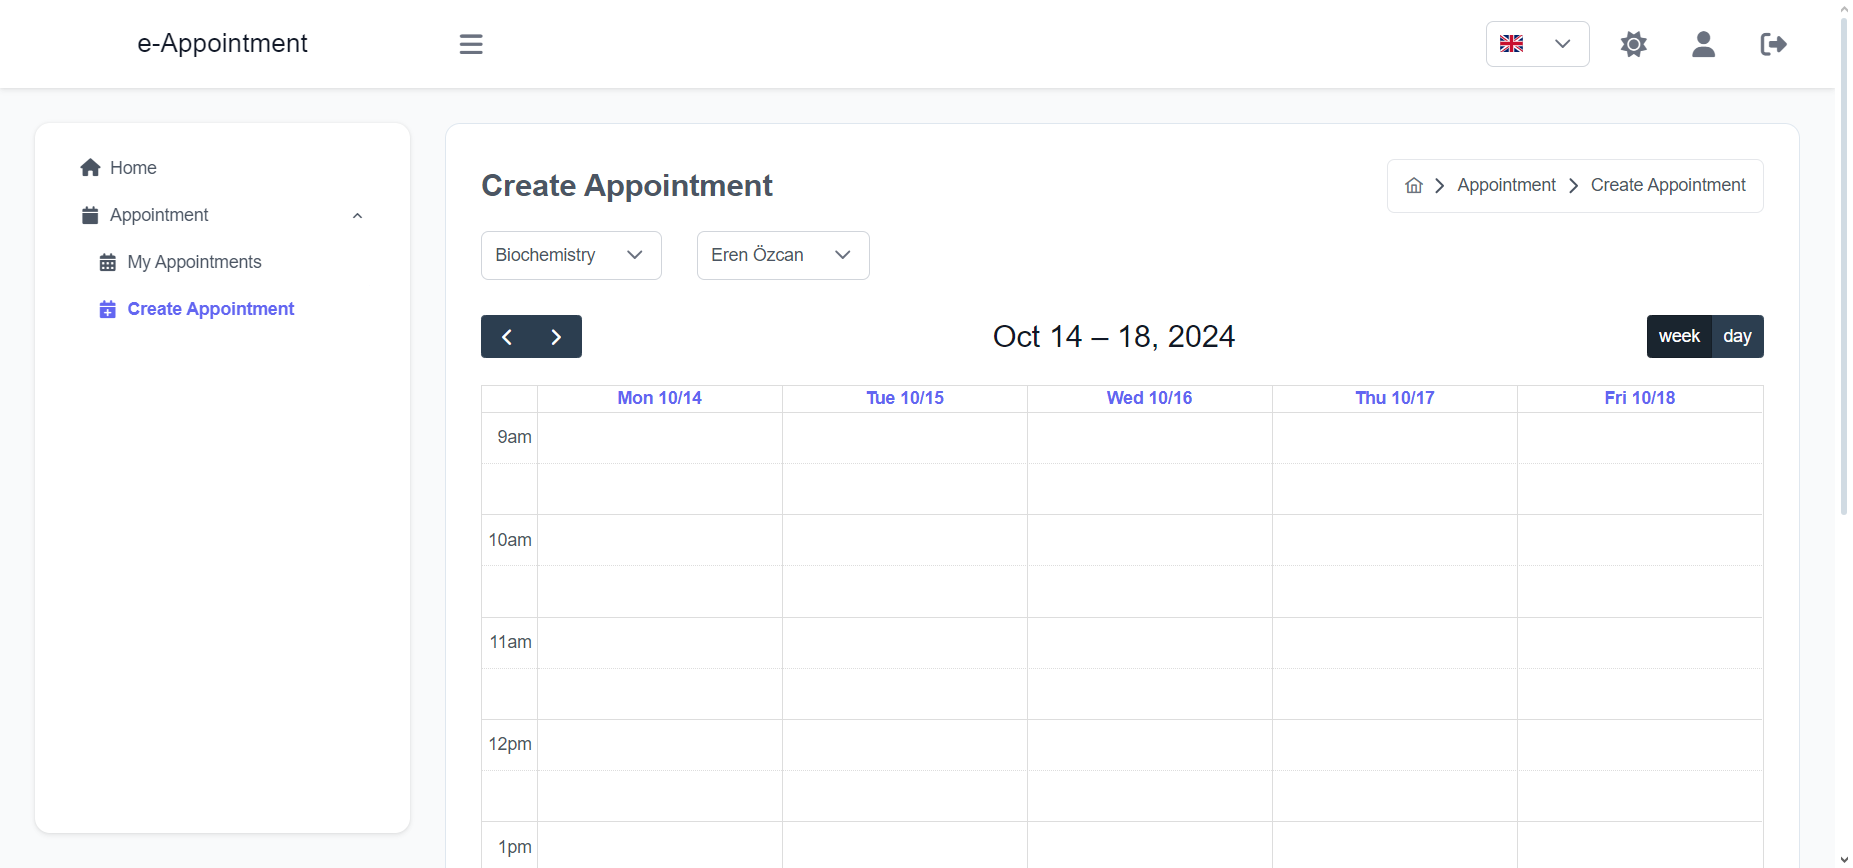 e-Appointment
Home
Appointment
My Appointments
Create Appointment
Create Appointment
Appointment Create Appointment
Biochemistry Eren Özcan
Oct 14 – 18, 2024
week day
Mon 10/14 Tue 10/15 Wed 10/16 Thu 10/17 Fri 10/18
9am
10am
11am
12pm
1pm